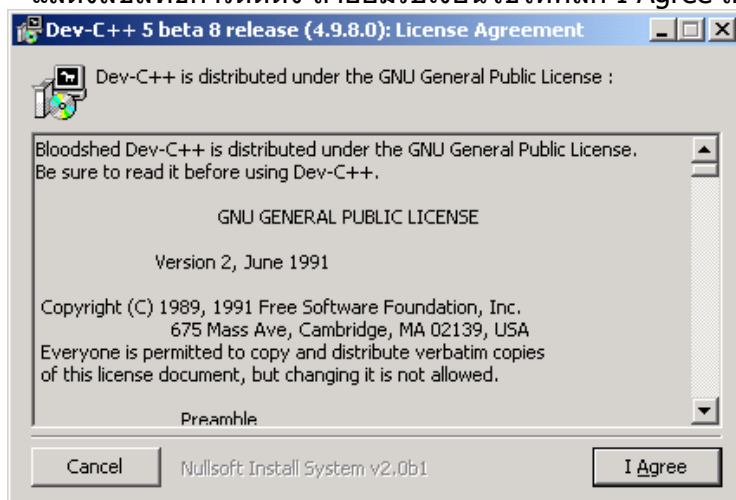 Dev-C++ 5 beta 8 release (4.9.8.0): License Agreement
Dev-C++ is distributed under the GNU General Public License :
Bloodshed Dev-C++ is distributed under the GNU General Public License.
Be sure to read it before using Dev-C++.
GNU GENERAL PUBLIC LICENSE
Version 2, June 1991
Copyright (C) 1989, 1991 Free Software Foundation, Inc.
675 Mass Ave, Cambridge, MA 02139, USA
Everyone is permitted to copy and distribute verbatim copies
of this license document, but changing it is not allowed.
Preamble
Cancel
Nullsoft Install System v2.0b1
I Agree